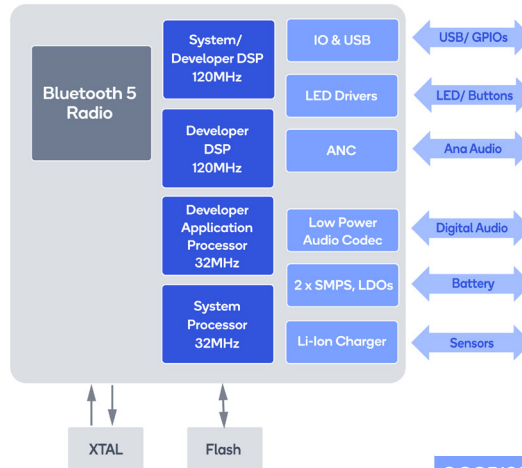 Bluetooth 5
Radio
System/
Developer DSP
120MHz
Developer
DSP
120MHz
Developer
Application
Processor
32MHz
System
Processor
32MHz
IO & USB
LED Drivers
ANC
Low Power
Audio Codec
2 x SMPS, LDOs
Li-Ion Charger
USB/ GPIOs
LED/ Buttons
Ana Audio
Digital Audio
Battery
Sensors
XTAL
Flash